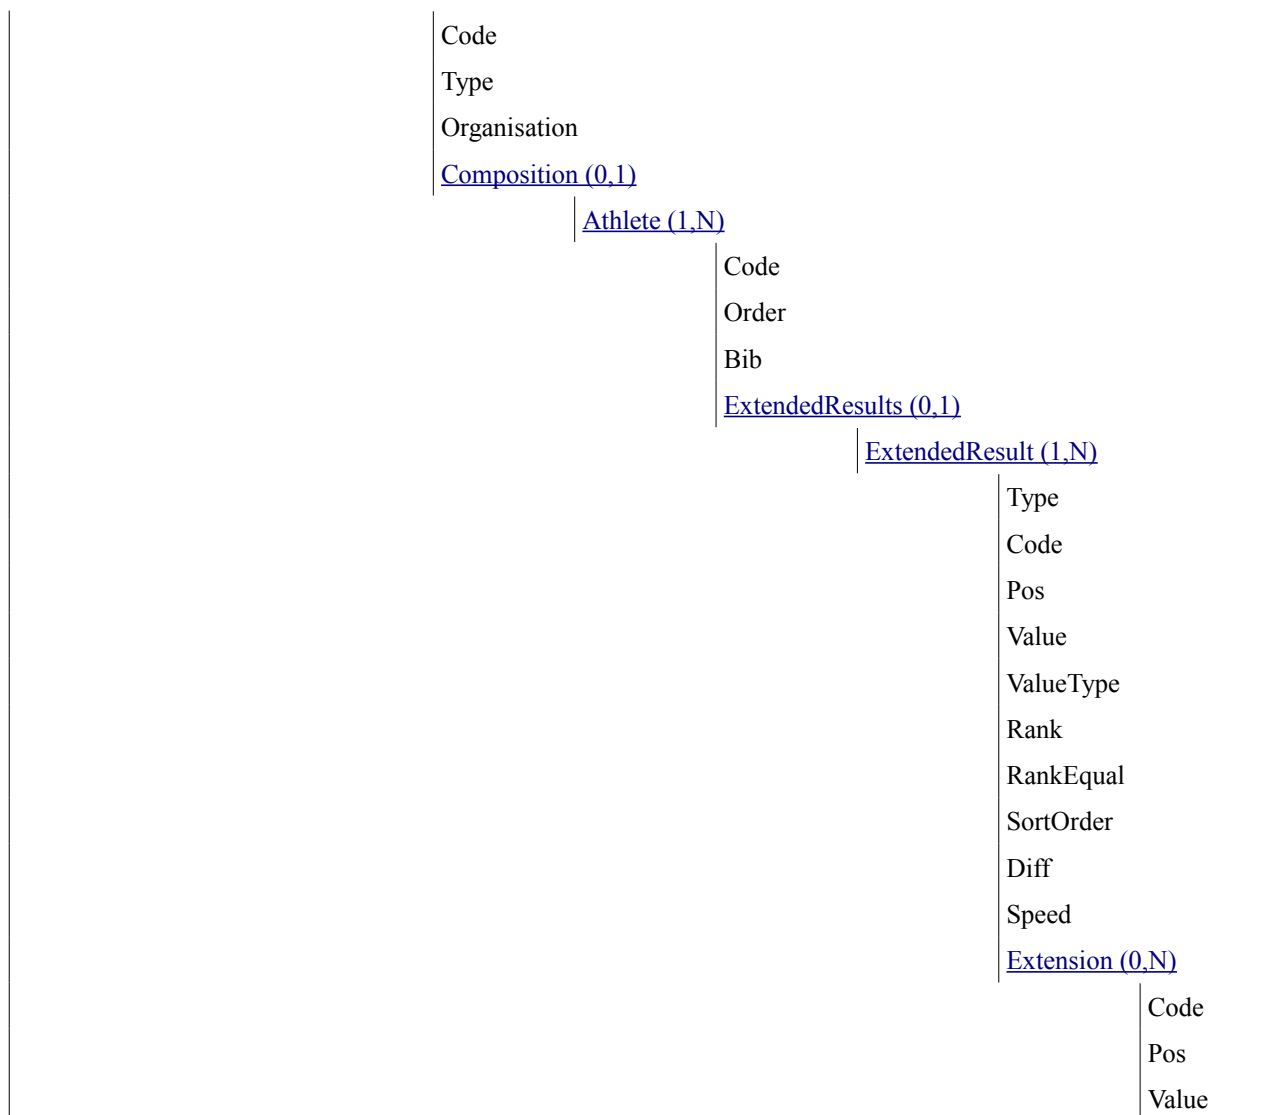 Code
Type
Organisation
Composition (0,1)
Athlete (1,N)
Code
Order
Bib
ExtendedResults (0,1)
ExtendedResult (1,N)
Type
Code
Pos
Value
ValueType
Rank
RankEqual
SortOrder
Diff
Speed
Extension (0,N)
Code
Pos
Value